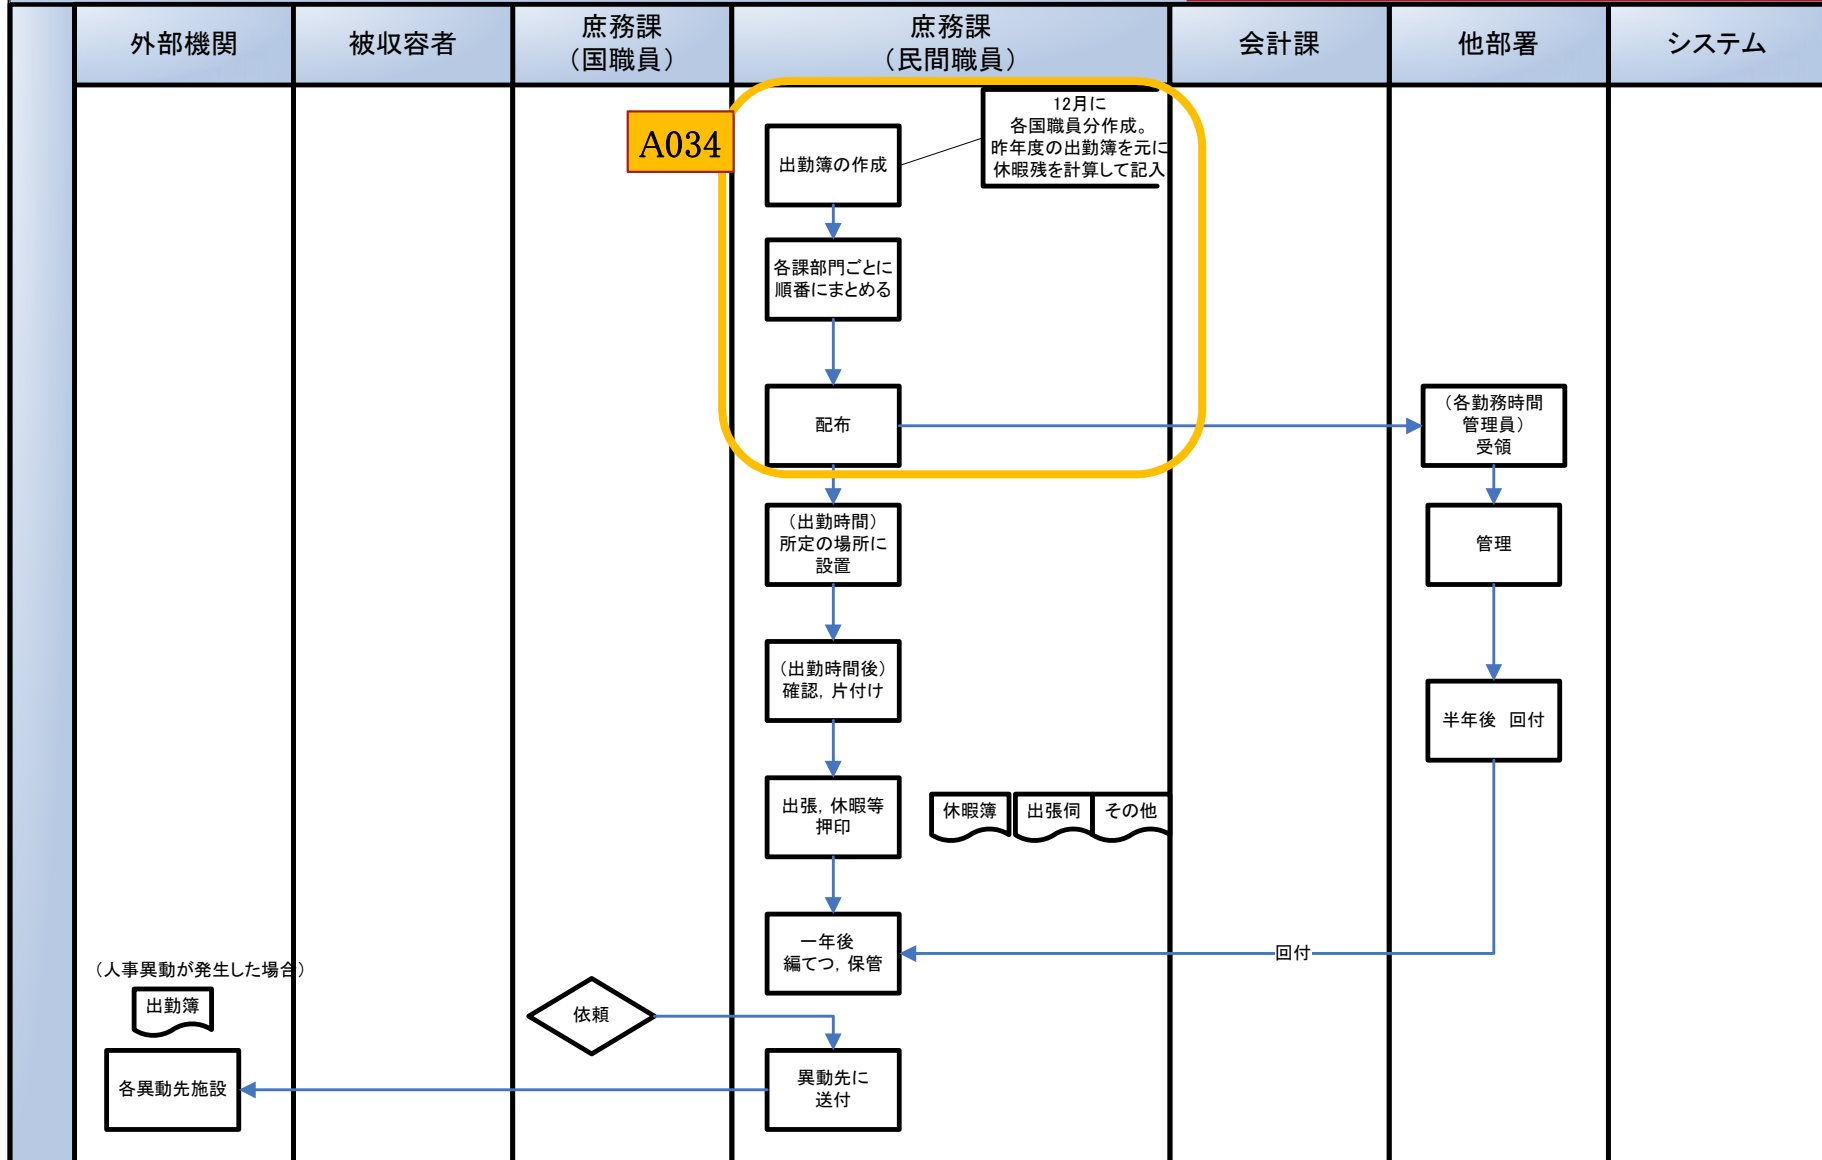 外部機関
被収容者
庶務課
（国職員）
庶務課
（民間職員）
会計課
他部署
システム
A034
出勤簿の作成
12月に
各国職員分作成。
昨年度の出勤簿を元に
休暇残を計算して記入
各課部門ごとに
順番にまとめる
配布
（各勤務時間
管理員）
受領
（出勤時間）
所定の場所に
設置
管理
（出勤時間後）
確認，片付け
半年後　回付
出張，休暇等
押印
休暇簿
出張伺
その他
一年後
編てつ，保管
回付
（人事異動が発生した場合）
出勤簿
依頼
各異動先施設
異動先に
送付